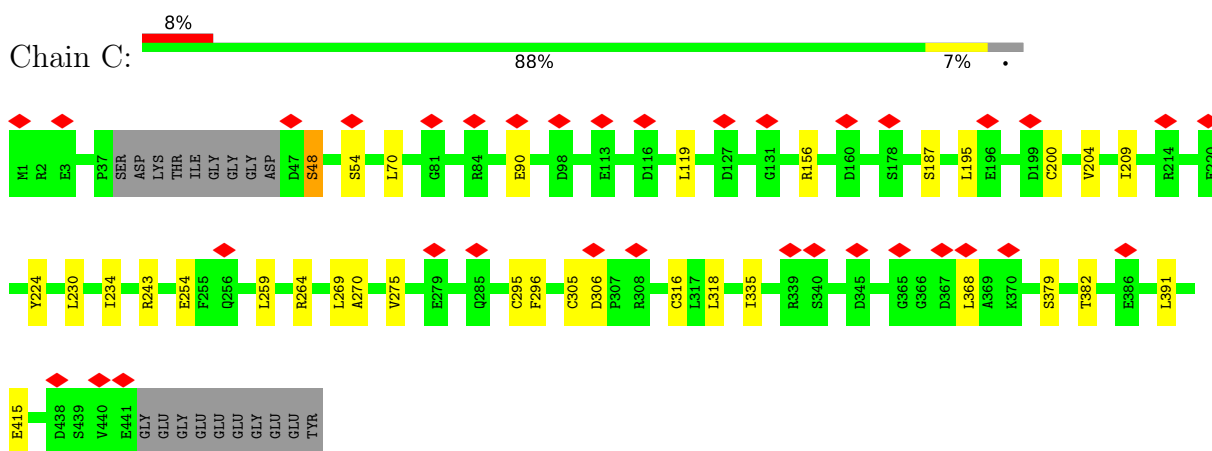 8%
Chain C:
88% 7% •
M1 R2 E3 P37 SER ASP LYS THR ILE GLY GLY GLY ASP D47 S48 S54 L70 G81 R84 E90 D98 E113 D116 L119 D127 G131 R156 D160 S178 S187 L195 E196 D199 C200 V204 I209 R214 E220
Y224 L230 I234 R243 E254 F255 Q256 L259 R264 L269 A270 V275 E279 Q285 C295 F296 C305 D306 P307 R308 C316 L317 L318 I335 R339 S340 D345 G365 G366 D367 L368 A369 K370 S379 T382 E386 L391
E415 D438 S439 V440 E441 GLY GLU GLY GLU GLU GLU GLY GLU GLU TYR